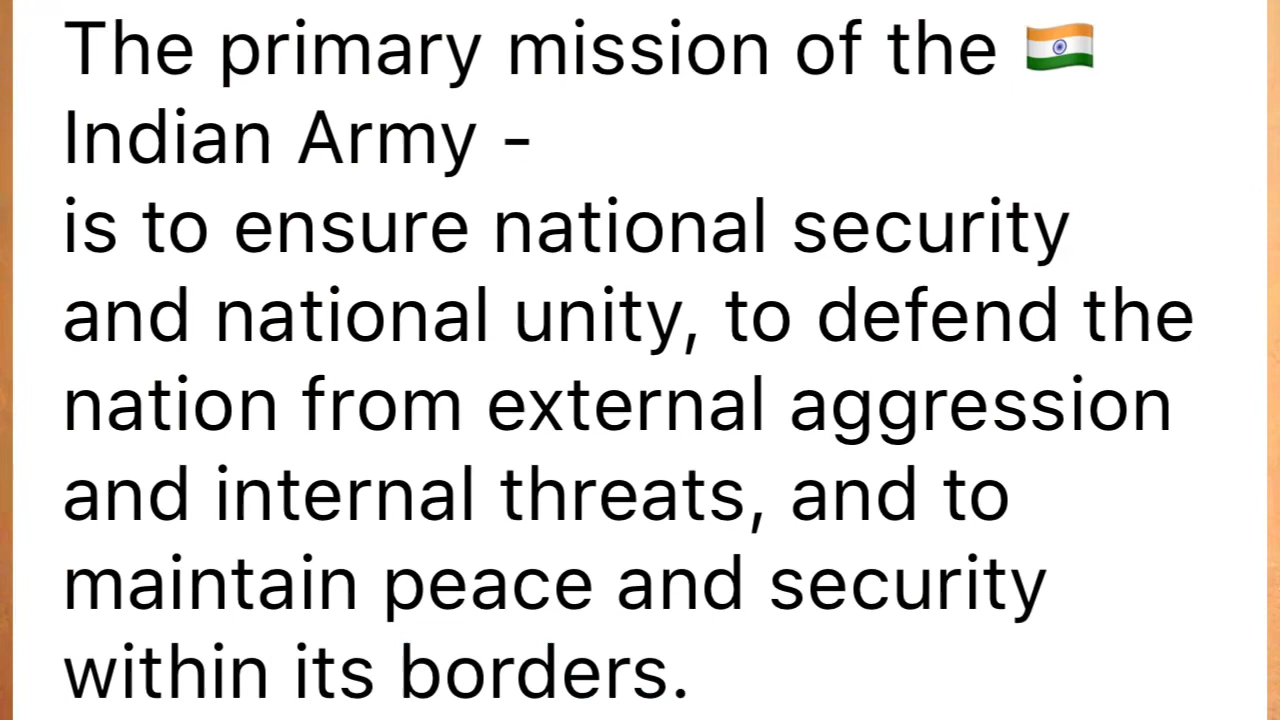 The primary mission of the 🇮🇳
Indian Army -
is to ensure national security
and national unity, to defend the
nation from external aggression
and internal threats, and to
maintain peace and security
within its borders.